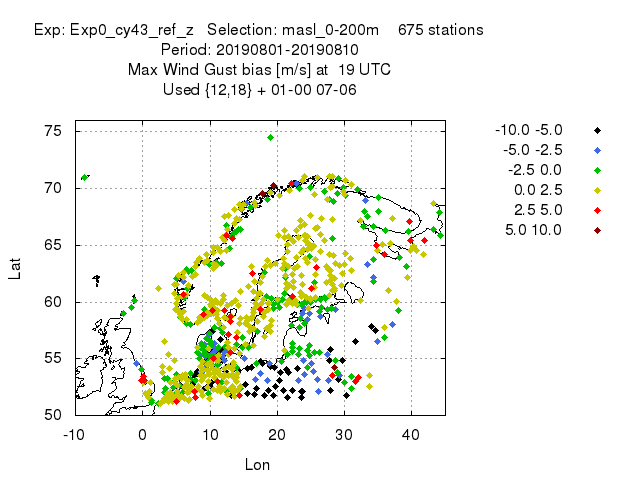 Exp: Exp0_cy43_ref_z Selection: masl_0-200m 675 stations
Period: 20190801-20190810
Max Wind Gust bias [m/s] at 19 UTC
Used {12,18} + 01-00 07-06
-10.0 -5.0
-5.0 -2.5
-2.5 0.0
0.0 2.5
2.5 5.0
5.0 10.0
75
70
65
60
55
50
Lat
-10 0 10 20 30 40
Lon